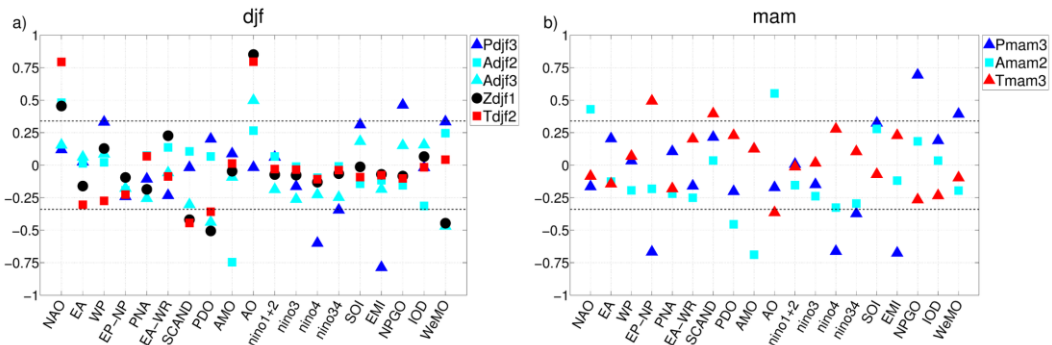 a) djf
1
0.75
0.5
0.25
0
−0.25
−0.5
−0.75
−1
NAO
EA
WP
EP−NP
PNA
EA−WR
SCAND
PDO
AMO
AO
nino1+2
nino3
nino4
nino34
SOI
EMI
NPGO
IOD
WeMO
Pdjf3
Adjf2
Adjf3
Zdjf1
Tdjf2
b) mam
1
0.75
0.5
0.25
0
−0.25
−0.5
−0.75
−1
NAO
EA
WP
EP−NP
PNA
EA−WR
SCAND
PDO
AMO
AO
nino1+2
nino3
nino4
nino34
SOI
EMI
NPGO
IOD
WeMO
Pmam3
Amam2
Tmam3